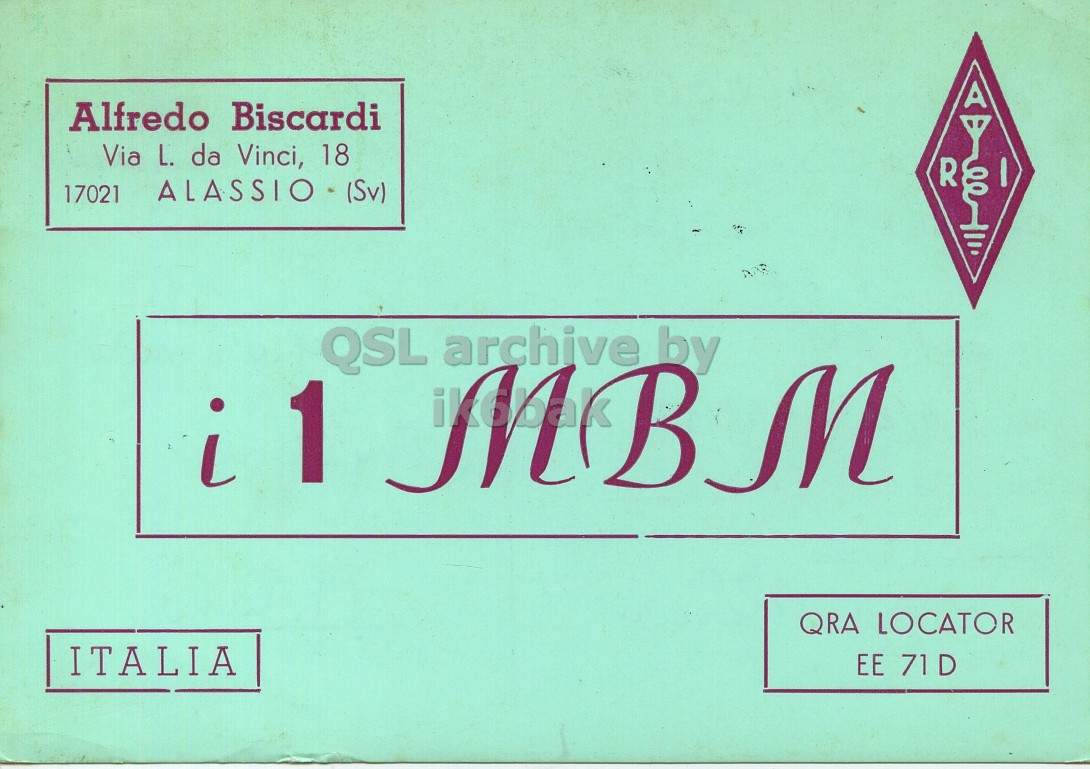 Alfredo Biscardi
Via L. da Vinci, 18
17021 ALASSIO (Sv)
A
R I
QSL archive by
ik6bak
i 1 MBM
ITALIA
QRA LOCATOR
EE 71D